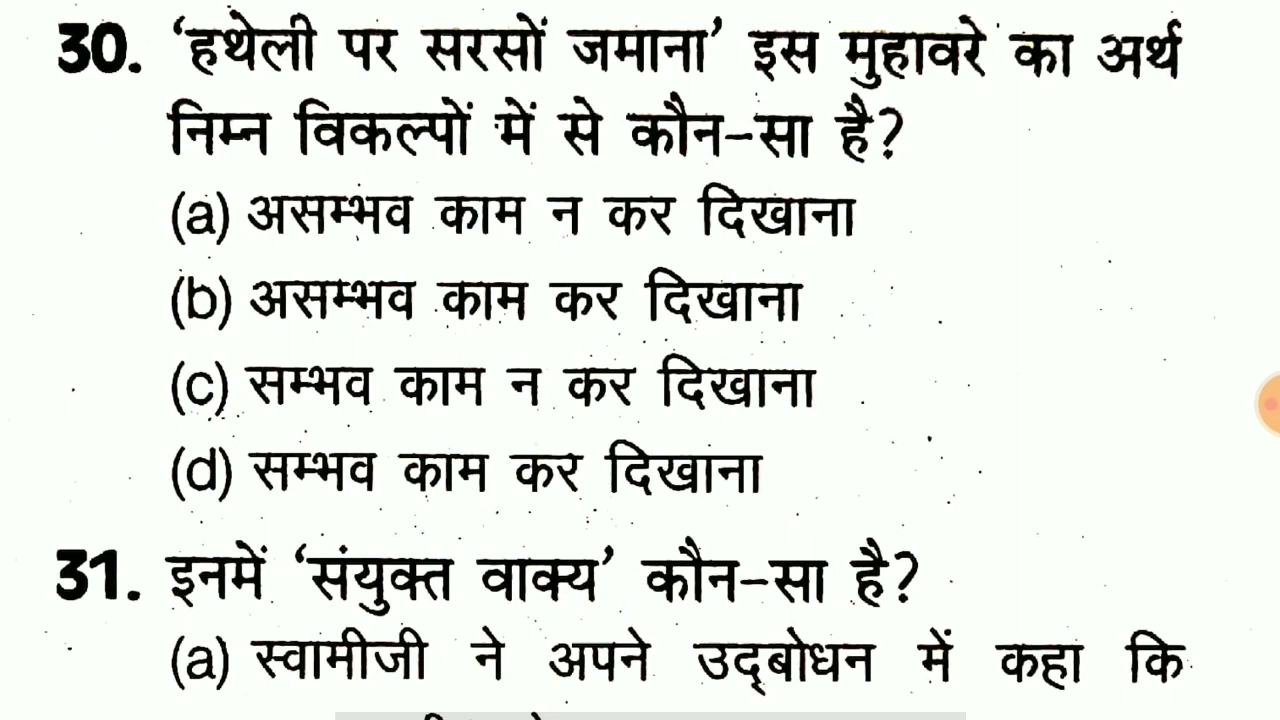 30. ‘हथेली पर सरसों जमाना’ इस मुहावरे का अर्थ
निम्न विकल्पों में से कौन-सा है?
(a) असम्भव काम न कर दिखाना
(b) असम्भव काम कर दिखाना
(c) सम्भव काम न कर दिखाना
(d) सम्भव काम कर दिखाना
31. इनमें ‘संयुक्त वाक्य’ कौन-सा है?
(a) स्वामीजी ने अपने उद्‌बोधन में कहा कि